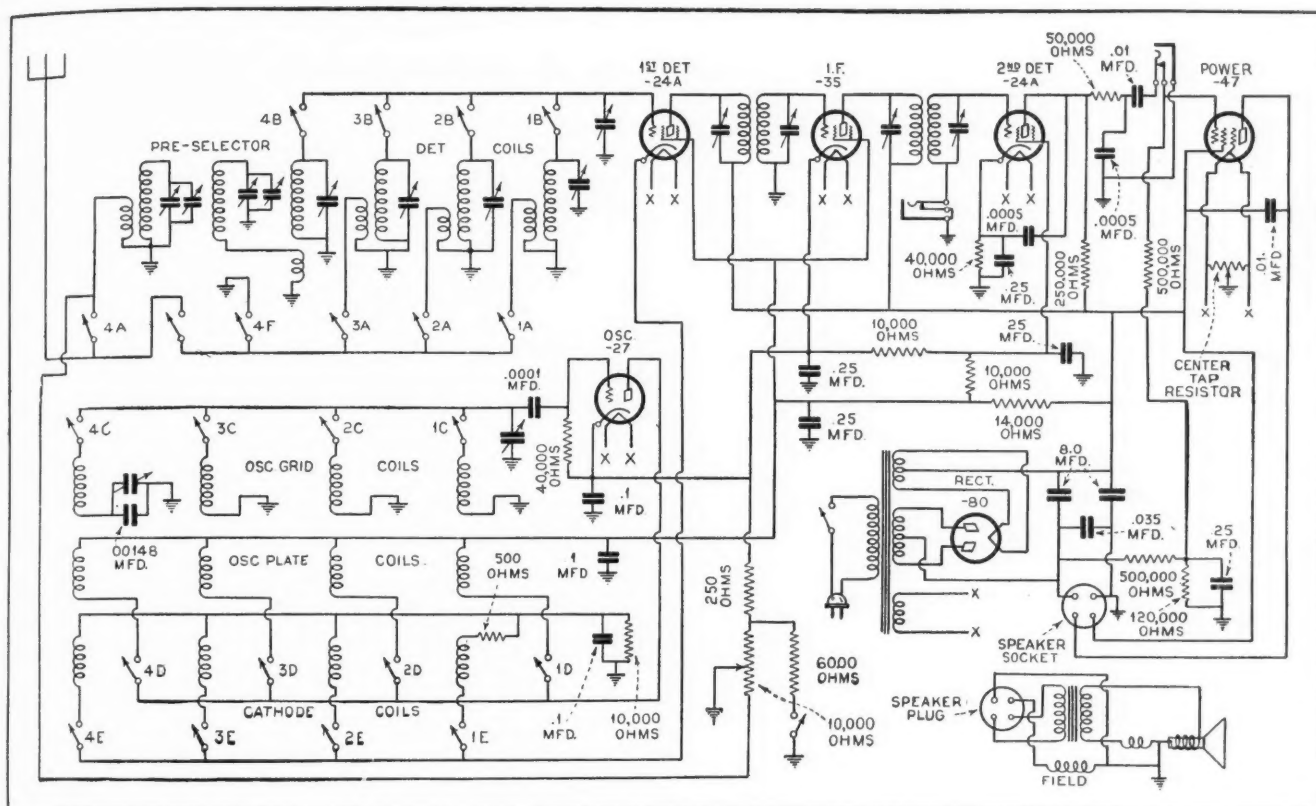 50,000
OHMS
.01
MFD.
1ST DET
-24A
I.F.
-35
2ND DET
-24A
POWER
-47
4B
3B
2B
1B
PRE-SELECTOR
DET
COILS
X X
X X
X X
.0005
MFD.
.0005
MFD.
40,000
OHMS
.25
MFD.
250,000
OHMS
500,000
OHMS
.01
MFD
X
X
CENTER
TAP
RESISTOR
4A
4F
3A
2A
1A
OSC.
-27
10,000
OHMS
25
MFD.
.0001
MFD.
.25
MFD.
10,000
OHMS
.25
MFD.
14,000
OHMS
4C
3C
2C
1C
OSC GRID
COILS
40,000
OHMS
X X
.1
MFD
8.0
MFD.
RECT.
-80
.035
MFD.
.00148
MFD.
OSC PLATE
COILS
500
OHMS
1
MFD
250
OHMS
.25
MFD.
500,000
OHMS
120,000
OHMS
X
X
SPEAKER
SOCKET
4D
3D
2D
1D
CATHODE
COILS
.1
MFD.
10,000
OHMS
6000
OHMS
10,000
OHMS
4E
3E
2E
1E
SPEAKER
PLUG
FIELD